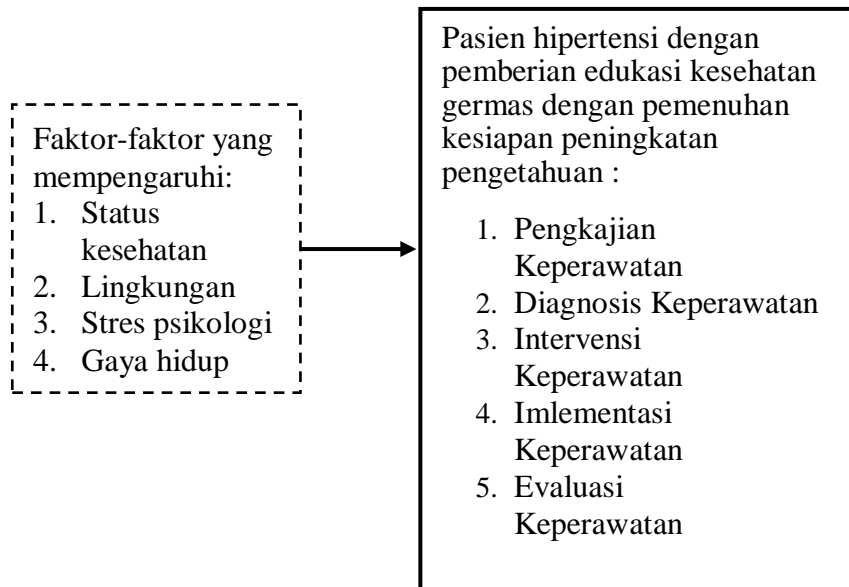 Faktor-faktor yang
mempengaruhi:
1. Status
kesehatan
2. Lingkungan
3. Stres psikologi
4. Gaya hidup
Pasien hipertensi dengan
pemberian edukasi kesehatan
germas dengan pemenuhan
kesiapan peningkatan
pengetahuan :
1. Pengkajian
Keperawatan
2. Diagnosis Keperawatan
3. Intervensi
Keperawatan
4. Imlementasi
Keperawatan
5. Evaluasi
Keperawatan